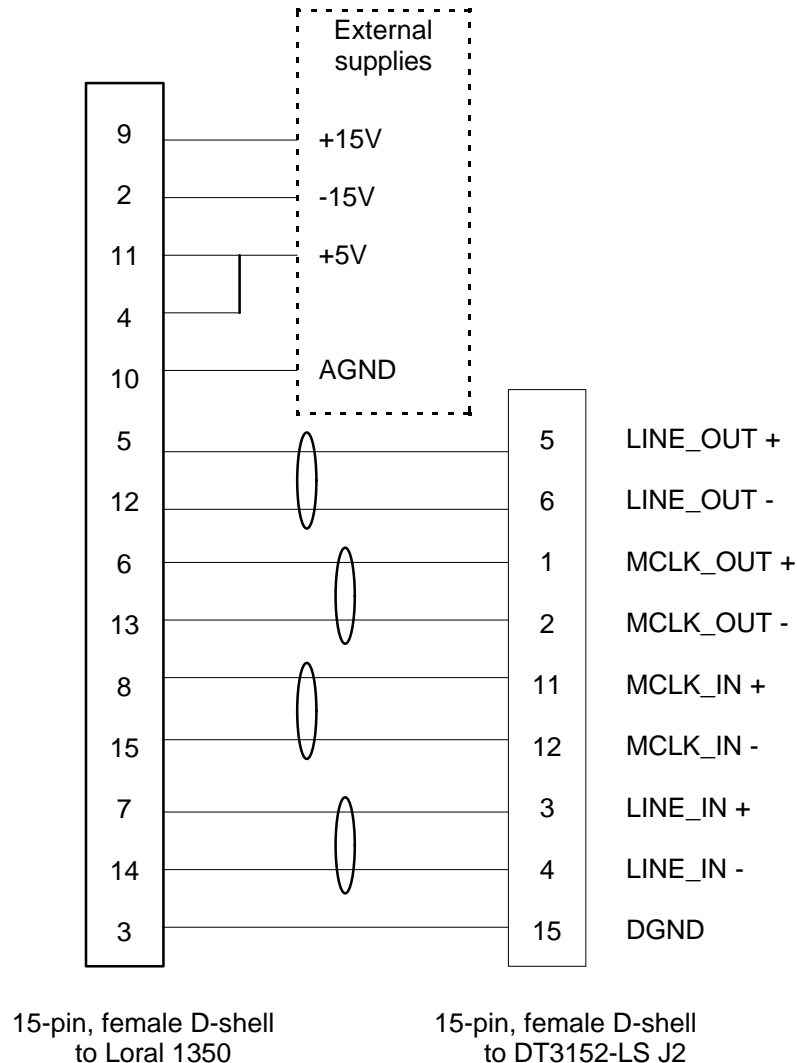 External
supplies
9 +15V
2 -15V
11 +5V
4
10 AGND
5 5 LINE_OUT +
12 6 LINE_OUT -
6 1 MCLK_OUT +
13 2 MCLK_OUT -
8 11 MCLK_IN +
15 12 MCLK_IN -
7 3 LINE_IN +
14 4 LINE_IN -
3 15 DGND
15-pin, female D-shell
to Loral 1350
15-pin, female D-shell
to DT3152-LS J2